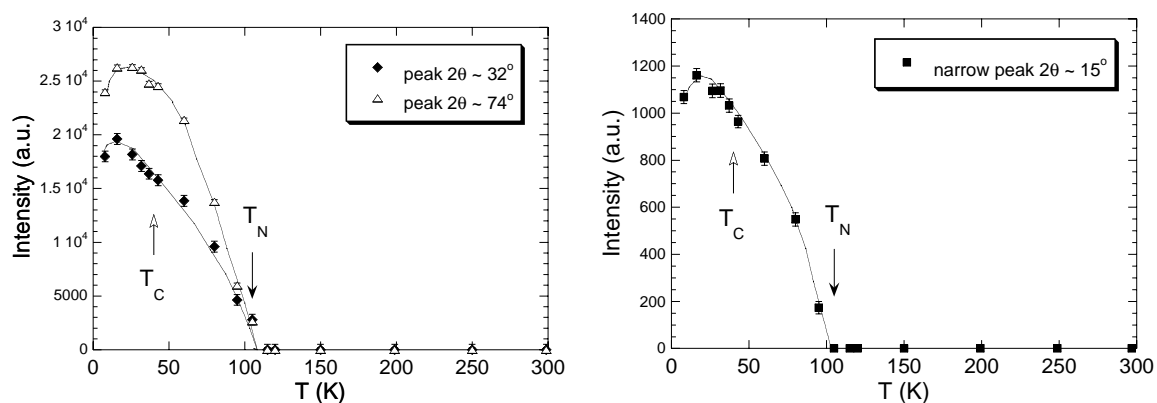 3 10⁴
2.5 10⁴
2 10⁴
1.5 10⁴
1 10⁴
5000
0
Intensity (a.u.)
peak 2θ ~ 32°
peak 2θ ~ 74°
T_C
T_N
0 50 100 150 200 250 300
T (K)
1400
1200
1000
800
600
400
200
0
Intensity (a.u.)
narrow peak 2θ ~ 15°
T_C
T_N
0 50 100 150 200 250 300
T (K)